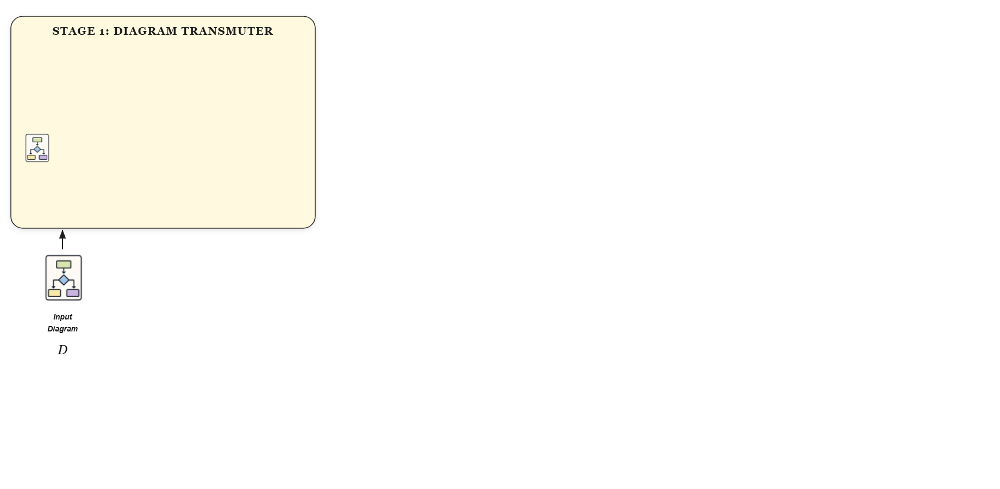 STAGE 1: DIAGRAM TRANSMUTER
Input
Diagram
D